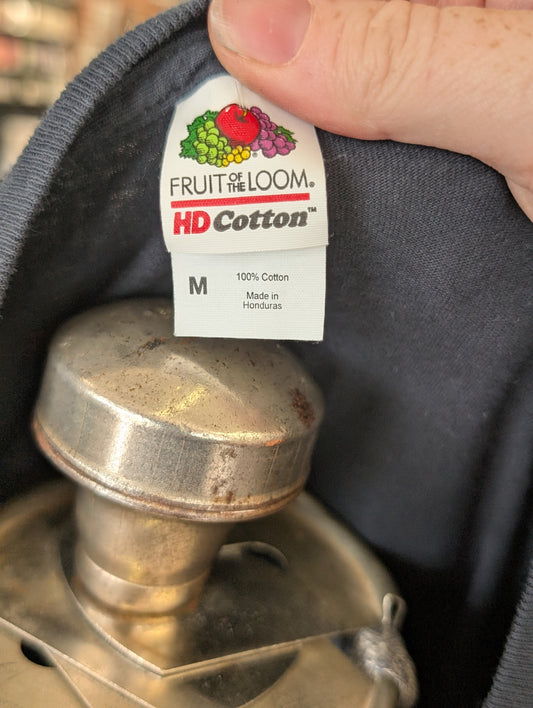 FRUIT OF THE LOOM®
HD Cotton™
M
100% Cotton
Made in
Honduras